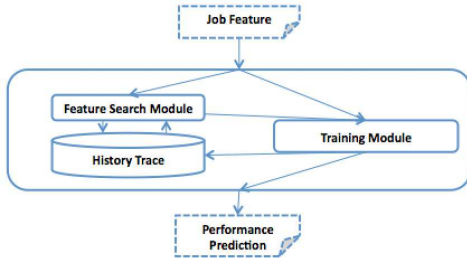 Job Feature
Feature Search Module
Training Module
History Trace
Performance
Prediction